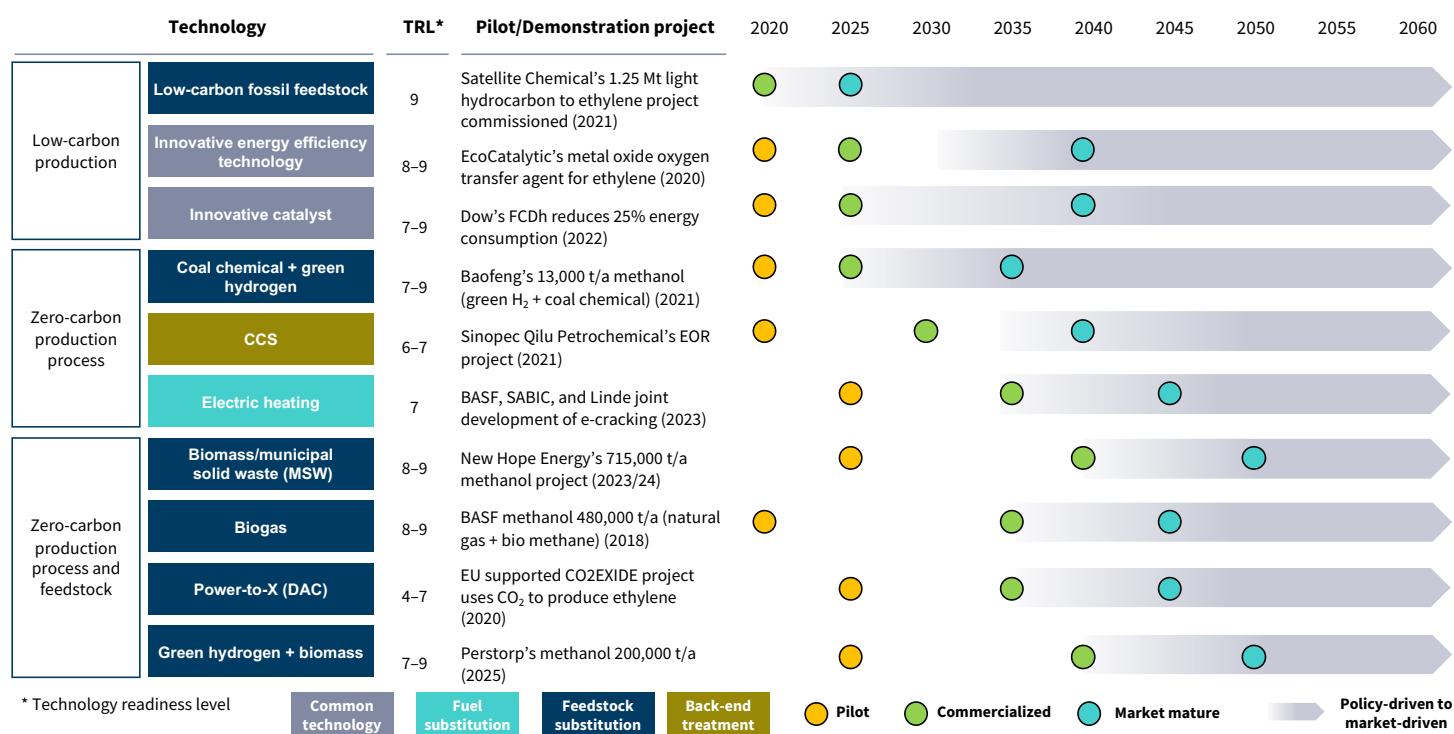 Technology TRL* Pilot/Demonstration project 2020 2025 2030 2035 2040 2045 2050 2055 2060
Low-carbon
production
Low-carbon fossil feedstock
9
Satellite Chemical's 1.25 Mt light
hydrocarbon to ethylene project
commissioned (2021)
Innovative energy efficiency
technology
8–9
EcoCatalytic's metal oxide oxygen
transfer agent for ethylene (2020)
Innovative catalyst
7–9
Dow's FCDh reduces 25% energy
consumption (2022)
Zero-carbon
production
process
Coal chemical + green
hydrogen
7–9
Baofeng's 13,000 t/a methanol
(green H₂ + coal chemical) (2021)
CCS
6–7
Sinopec Qilu Petrochemical's EOR
project (2021)
Electric heating
7
BASF, SABIC, and Linde joint
development of e-cracking (2023)
Zero-carbon
production
process and
feedstock
Biomass/municipal
solid waste (MSW)
8–9
New Hope Energy's 715,000 t/a
methanol project (2023/24)
Biogas
8–9
BASF methanol 480,000 t/a (natural
gas + bio methane) (2018)
Power-to-X (DAC)
4–7
EU supported CO2EXIDE project
uses CO₂ to produce ethylene
(2020)
Green hydrogen + biomass
7–9
Perstorp's methanol 200,000 t/a
(2025)
* Technology readiness level
Common
technology
Fuel
substitution
Feedstock
substitution
Back-end
treatment
Pilot
Commercialized
Market mature
Policy-driven to
market-driven